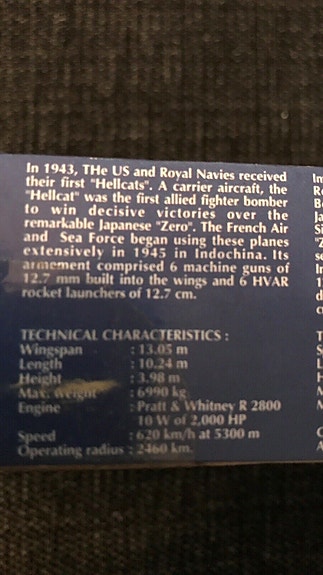 In 1943, THe US and Royal Navies received
their first "Hellcats". A carrier aircraft, the
"Hellcat" was the first allied fighter bomber
to win decisive victories over the
remarkable Japanese "Zero". The French Air
and Sea Force began using these planes
extensively in 1945 in Indochina. Its
armement comprised 6 machine guns of
12.7 mm built into the wings and 6 HVAR
rocket launchers of 12.7 cm.
TECHNICAL CHARACTERISTICS :
Wingspan : 13.05 m
Length : 10.24 m
Height : 3.98 m
Max. weight : 6990 kg
Engine : Pratt & Whitney R 2800
10 W of 2,000 HP
Speed : 620 km/h at 5300 m
Operating radius : 2460 km.